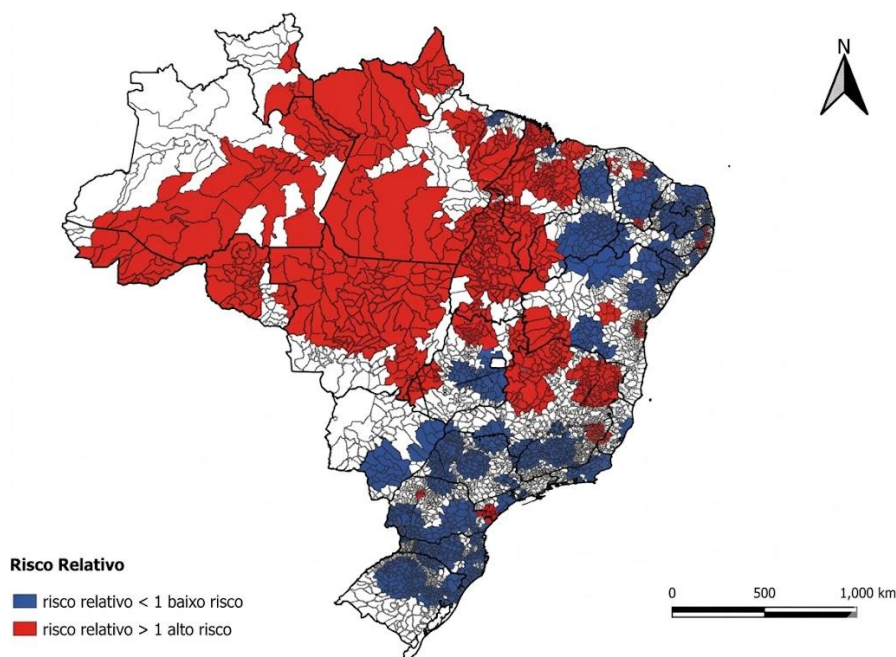 N
Risco Relativo
risco relativo < 1 baixo risco
risco relativo > 1 alto risco
0 500 1,000 km